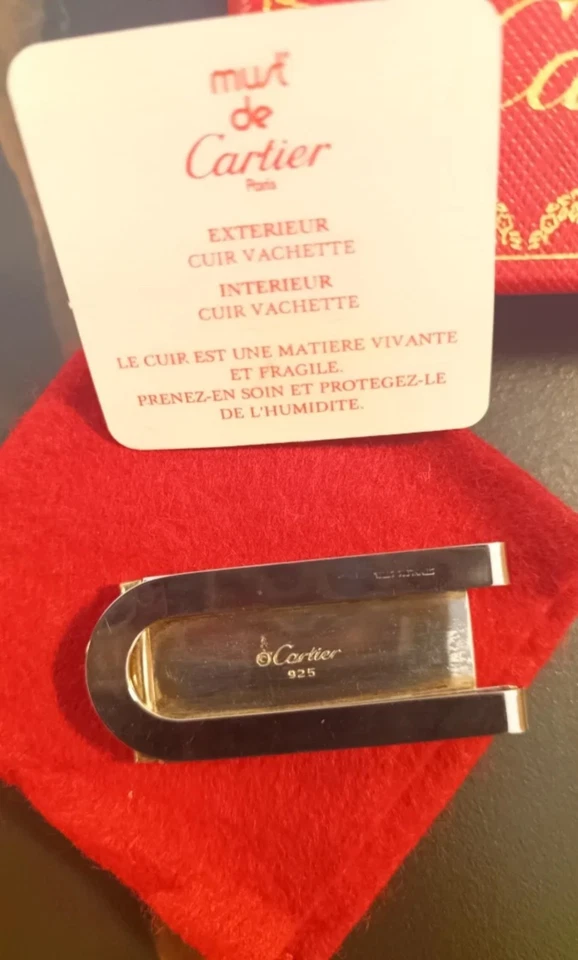 must
de
Cartier
Paris
EXTERIEUR
CUIR VACHETTE
INTERIEUR
CUIR VACHETTE
LE CUIR EST UNE MATIERE VIVANTE
ET FRAGILE.
PRENEZ-EN SOIN ET PROTEGEZ-LE
DE L'HUMIDITE.
Ca
©Cartier
925